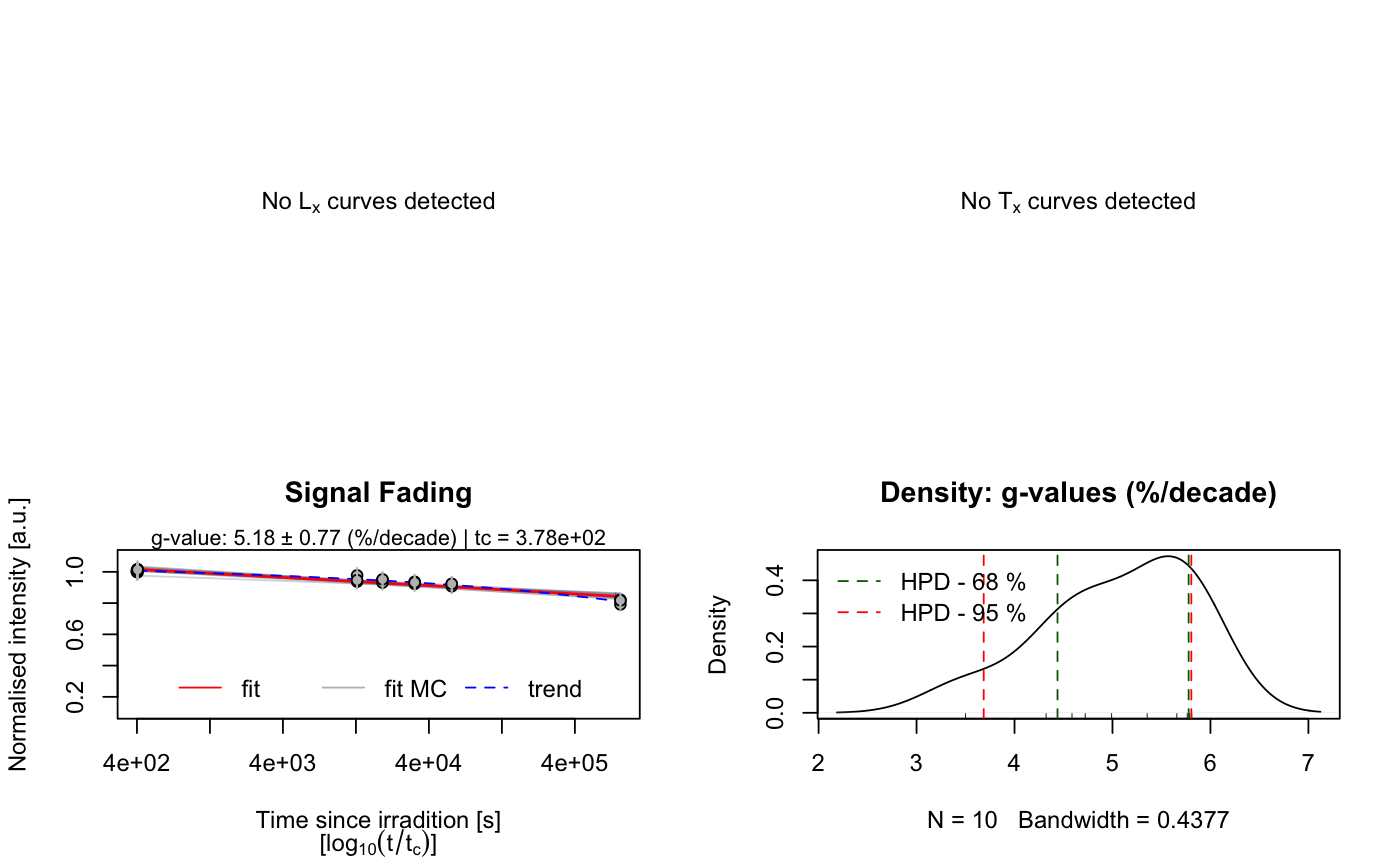 No Lx curves detected
No Tx curves detected
Signal Fading
g-value: 5.18 ± 0.77 (%/decade) | tc = 3.78e+02
Normalised intensity [a.u.]
1.0
0.6
0.2
fit
fit MC
trend
4e+02
4e+03
4e+04
4e+05
Time since irradition [s]
[log10(t/tc)]
Density: g-values (%/decade)
Density
0.4
0.2
0.0
HPD - 68 %
HPD - 95 %
2
3
4
5
6
7
N = 10   Bandwidth = 0.4377